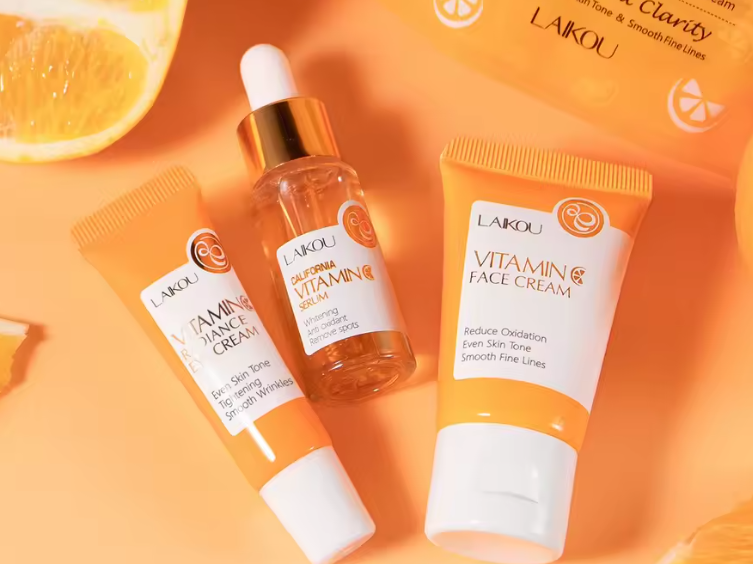 Cream
Clarity
Skin Tone & Smooth Fine Lines
LAIKOU
LAIKOU
VITAMIN C
RADIANCE
EYE CREAM
Even Skin Tone
Tightening
Smooth Wrinkles
LAIKOU
CALIFORNIA
VITAMIN C
SERUM
Whitening
Anti oxidant
Remove spots
LAIKOU
VITAMIN C
FACE CREAM
Reduce Oxidation
Even Skin Tone
Smooth Fine Lines